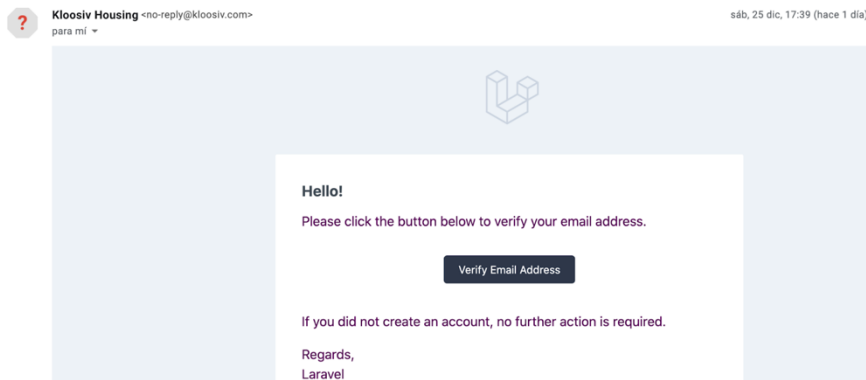 Kloosiv Housing <no-reply@kloosiv.com>
sáb, 25 dic, 17:39 (hace 1 día)
para mí
Hello!
Please click the button below to verify your email address.
Verify Email Address
If you did not create an account, no further action is required.
Regards,
Laravel